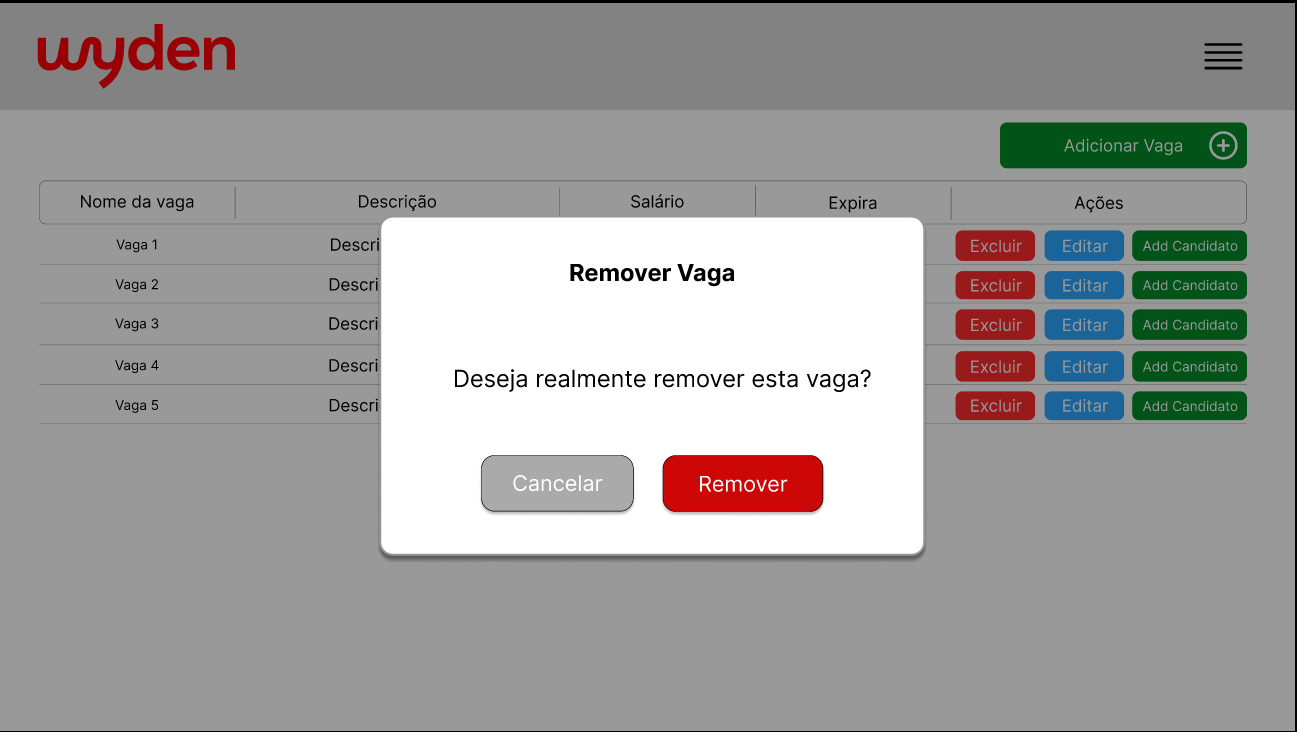 wyden
Adicionar Vaga
Nome da vaga Descrição Salário Expira Ações
Vaga 1 Descri Excluir Editar Add Candidato
Vaga 2 Descri Excluir Editar Add Candidato
Vaga 3 Descri Excluir Editar Add Candidato
Vaga 4 Descri Excluir Editar Add Candidato
Vaga 5 Descri Excluir Editar Add Candidato
Remover Vaga
Deseja realmente remover esta vaga?
Cancelar Remover